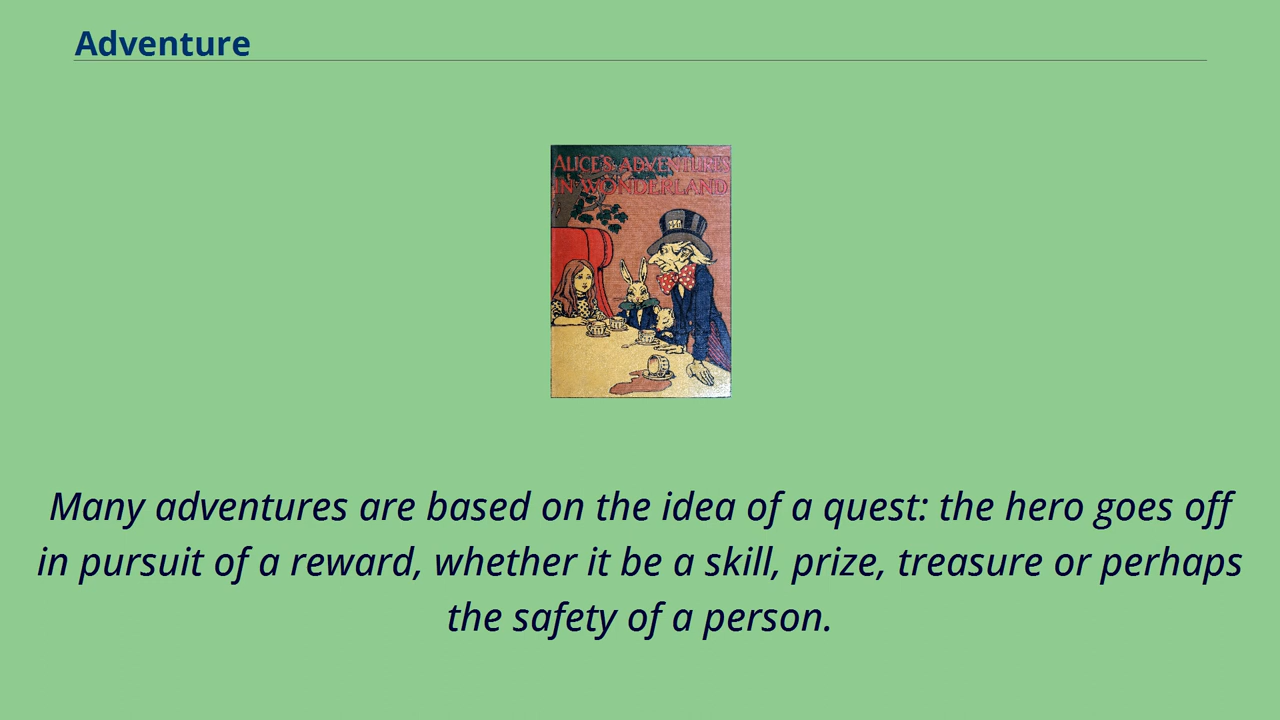 Adventure
ALICE'S ADVENTURES
IN WONDERLAND
Many adventures are based on the idea of a quest: the hero goes off
in pursuit of a reward, whether it be a skill, prize, treasure or perhaps
the safety of a person.